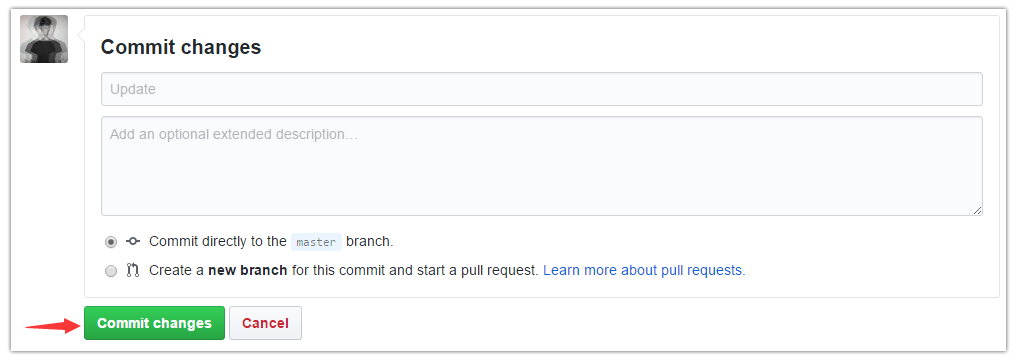 Commit changes
Update
Add an optional extended description…
Commit directly to the master branch.
Create a new branch for this commit and start a pull request. Learn more about pull requests.
Commit changes Cancel